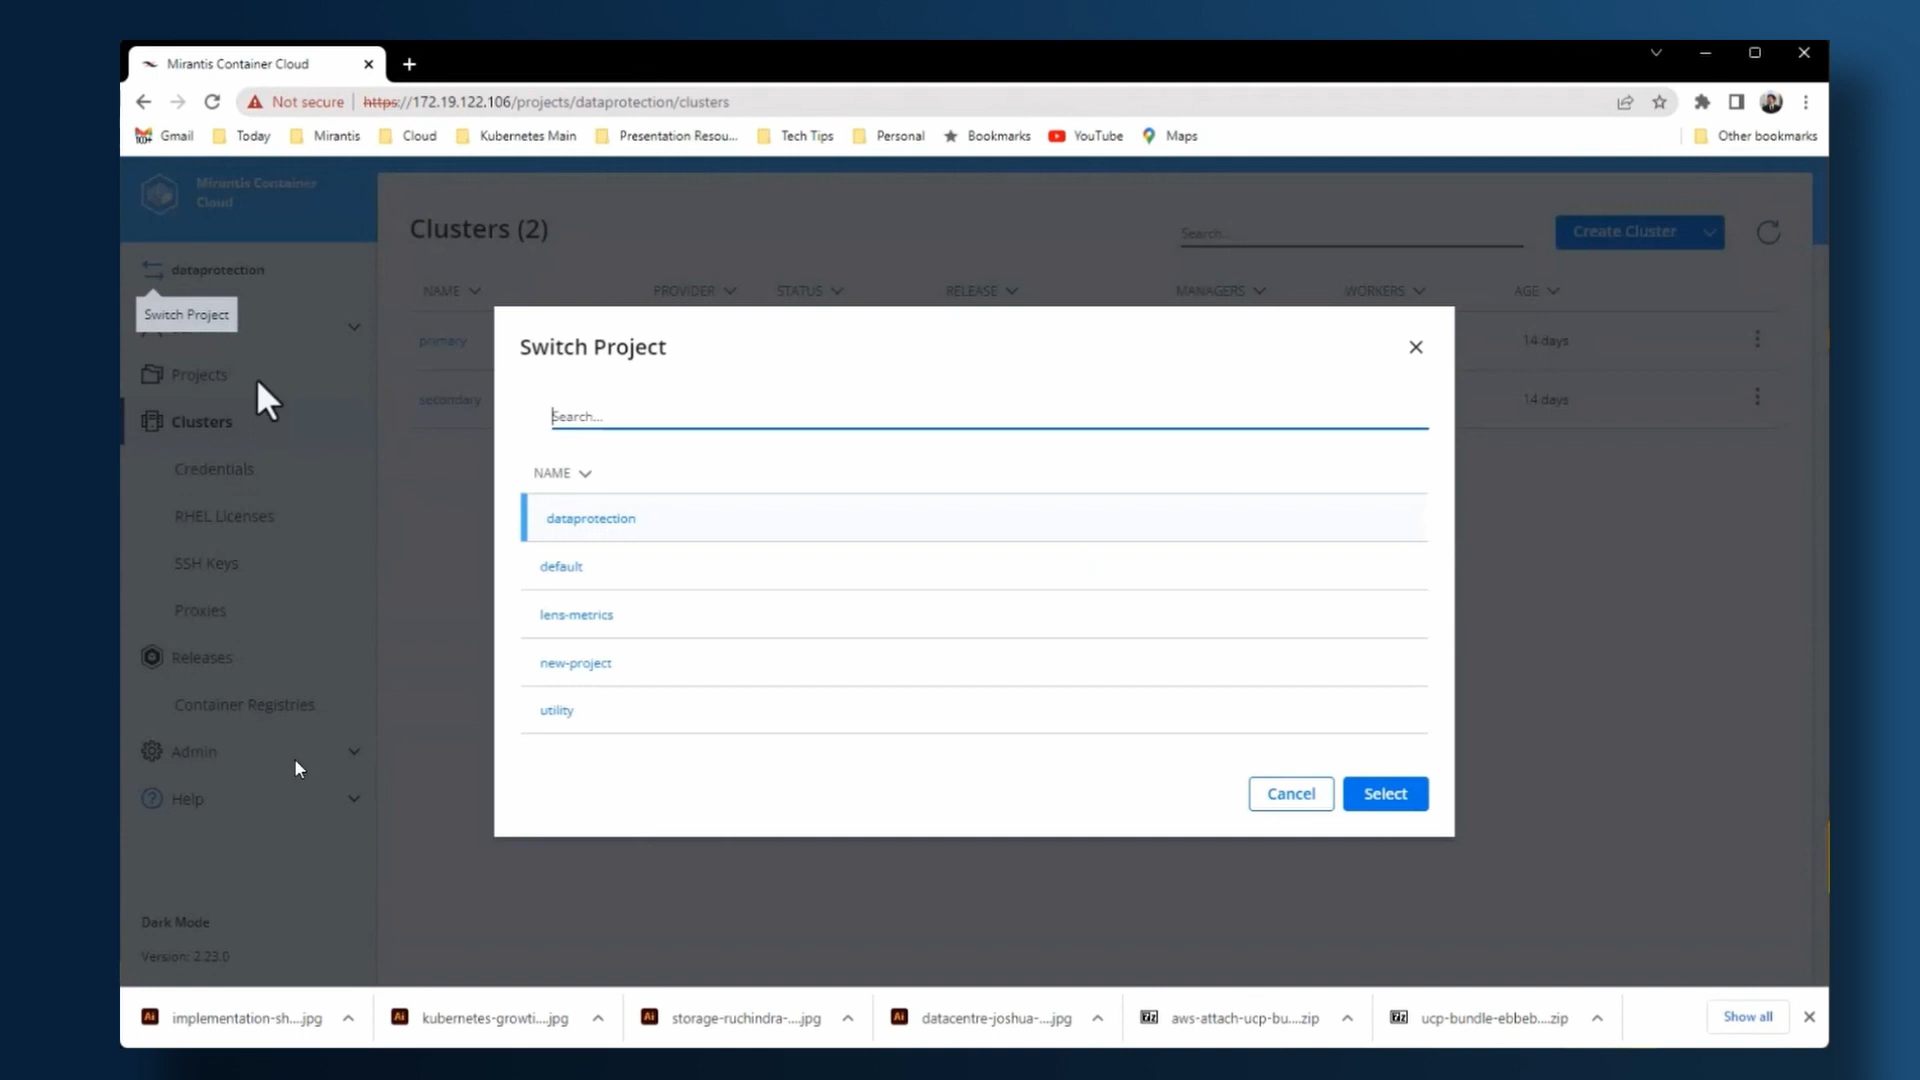 Mirantis Container Cloud
Not secure https://172.19.122.106/projects/dataprotection/clusters
Gmail Today Mirantis Cloud Kubernetes Main Presentation Resou... Tech Tips Personal Bookmarks YouTube Maps Other bookmarks
Mirantis Container
Cloud
Clusters (2)
Search...
Create Cluster
dataprotection
NAME PROVIDER STATUS RELEASE MANAGERS WORKERS AGE
Switch Project
primary 14 days
secondary 14 days
Projects
Clusters
Credentials
RHEL Licenses
SSH Keys
Proxies
Releases
Container Registries
Admin
Help
Dark Mode
Version: 2.23.0
Switch Project
Search...
NAME
dataprotection
default
lens-metrics
new-project
utility
Cancel Select
implementation-sh....jpg kubernetes-growti....jpg storage-ruchindra-....jpg datacentre-joshua-....jpg aws-attach-ucp-bu....zip ucp-bundle-ebbeb....zip Show all